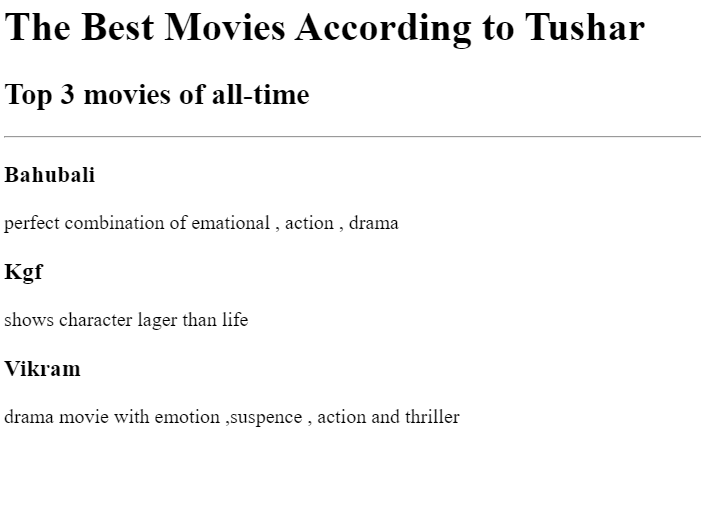 The Best Movies According to Tushar
Top 3 movies of all-time
Bahubali
perfect combination of emational , action , drama
Kgf
shows character lager than life
Vikram
drama movie with emotion ,suspence , action and thriller